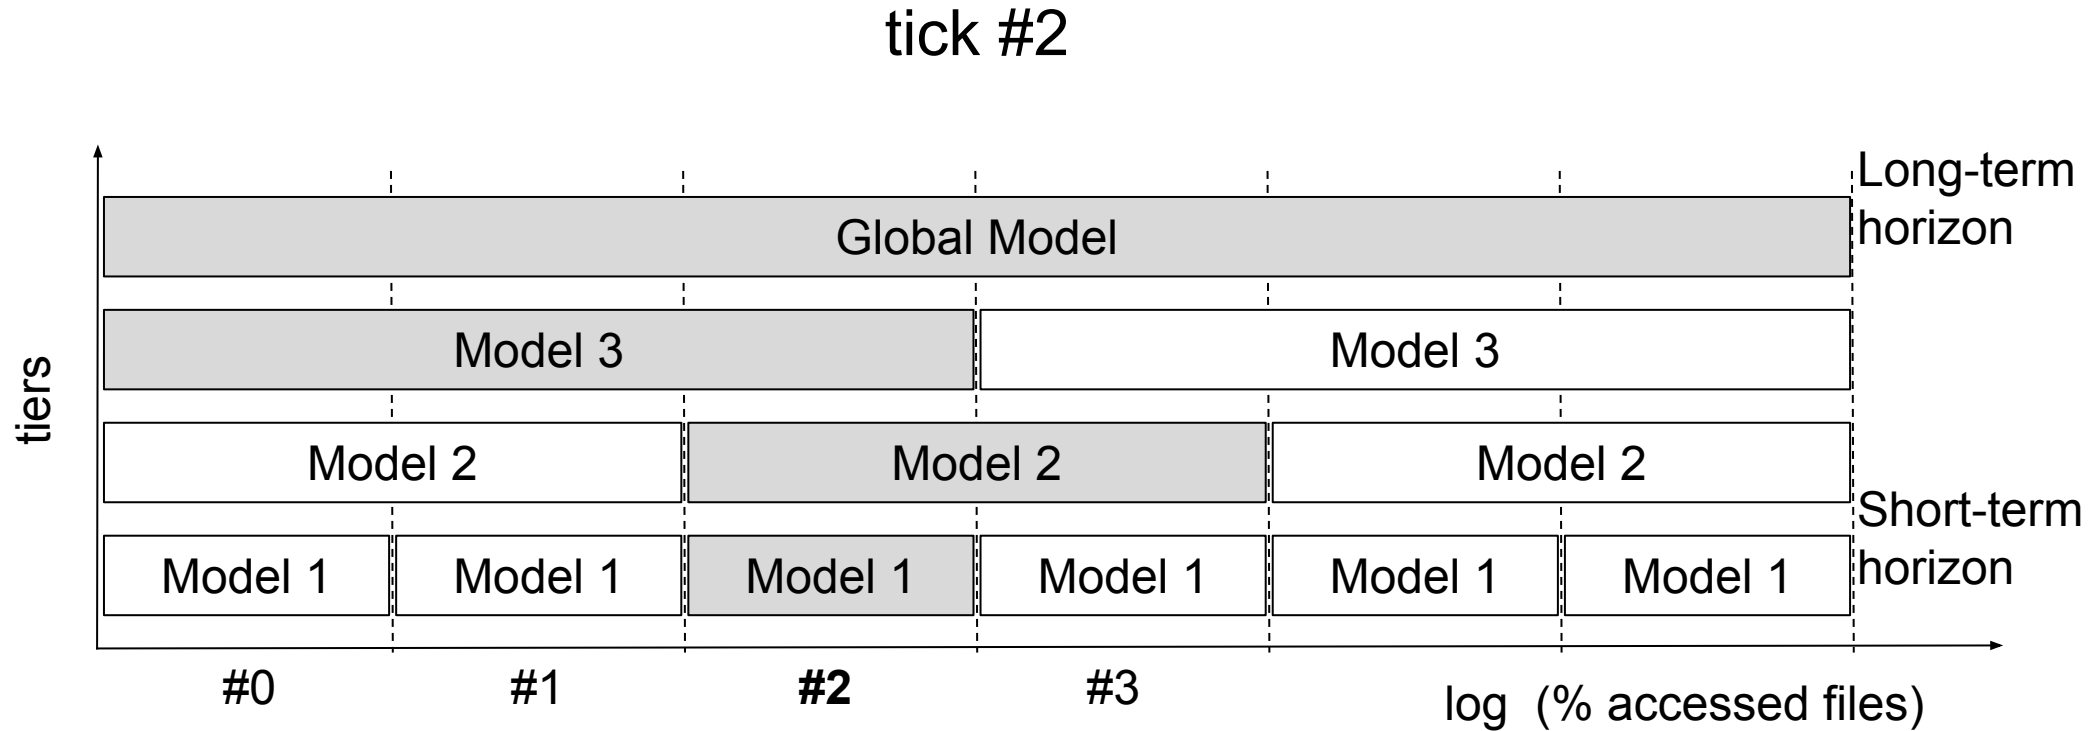 tick #2
Long-term
horizon
Global Model
Model 3
Model 3
tiers
Model 2
Model 2
Model 2
Short-term
horizon
Model 1
Model 1
Model 1
Model 1
Model 1
Model 1
#0
#1
#2
#3
log (% accessed files)